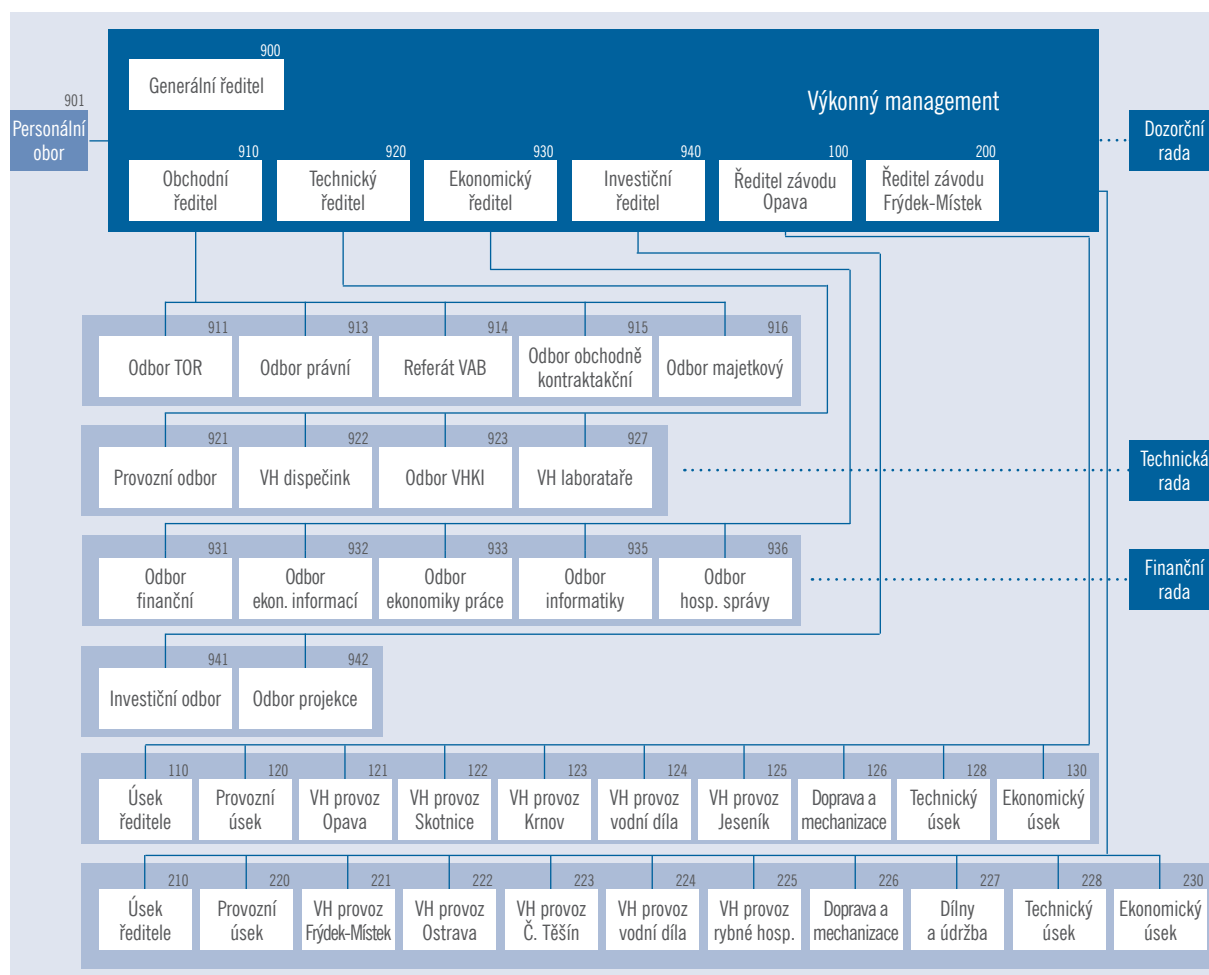 900
Generální ředitel
Výkonný management
901
Personální
obor
Dozorční
rada
910
Obchodní
ředitel
920
Technický
ředitel
930
Ekonomický
ředitel
940
Investiční
ředitel
100
Ředitel závodu
Opava
200
Ředitel závodu
Frýdek-Místek
911
Odbor TOR
913
Odbor právní
914
Referát VAB
915
Odbor obchodně
kontraktakční
916
Odbor majetkový
921
Provozní odbor
922
VH dispečink
923
Odbor VHKI
927
VH laborataře
Technická
rada
931
Odbor
finanční
932
Odbor
ekon. informací
933
Odbor
ekonomiky práce
935
Odbor
informatiky
936
Odbor
hosp. správy
Finanční
rada
941
Investiční odbor
942
Odbor projekce
110
Úsek
ředitele
120
Provozní
úsek
121
VH provoz
Opava
122
VH provoz
Skotnice
123
VH provoz
Krnov
124
VH provoz
vodní díla
125
VH provoz
Jeseník
126
Doprava a
mechanizace
128
Technický
úsek
130
Ekonomický
úsek
210
Úsek
ředitele
220
Provozní
úsek
221
VH provoz
Frýdek-Místek
222
VH provoz
Ostrava
223
VH provoz
Č. Těšín
224
VH provoz
vodní díla
225
VH provoz
rybné hosp.
226
Doprava a
mechanizace
227
Dílny
a údržba
228
Technický
úsek
230
Ekonomický
úsek